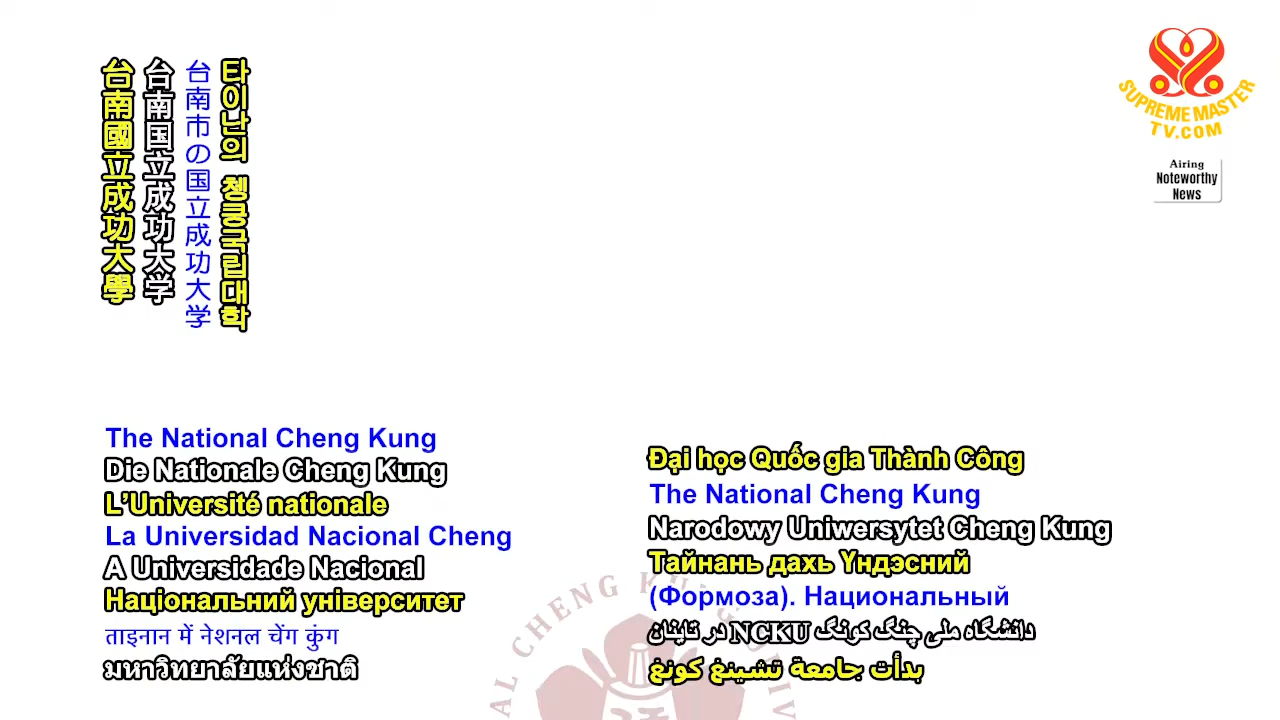 台南國立成功大學
台南国立成功大学
台南市の国立成功大学
타이난의 쳉쿵국립대학
SUPREME MASTER
TV.COM
Airing
Noteworthy
News
The National Cheng Kung
Die Nationale Cheng Kung
L’Université nationale
La Universidad Nacional Cheng
A Universidade Nacional
Національний університет
ताइनान में नेशनल चेंग कुंग
มหาวิทยาลัยแห่งชาติ
Đại học Quốc gia Thành Công
The National Cheng Kung
Narodowy Uniwersytet Cheng Kung
Тайнань дахь Үндэсний
(Формоза). Национальный
دانشگاه ملی چنگ کونگ NCKU در تاینان
بدأت جامعة تشينغ كونغ
AL CHENG KUNG